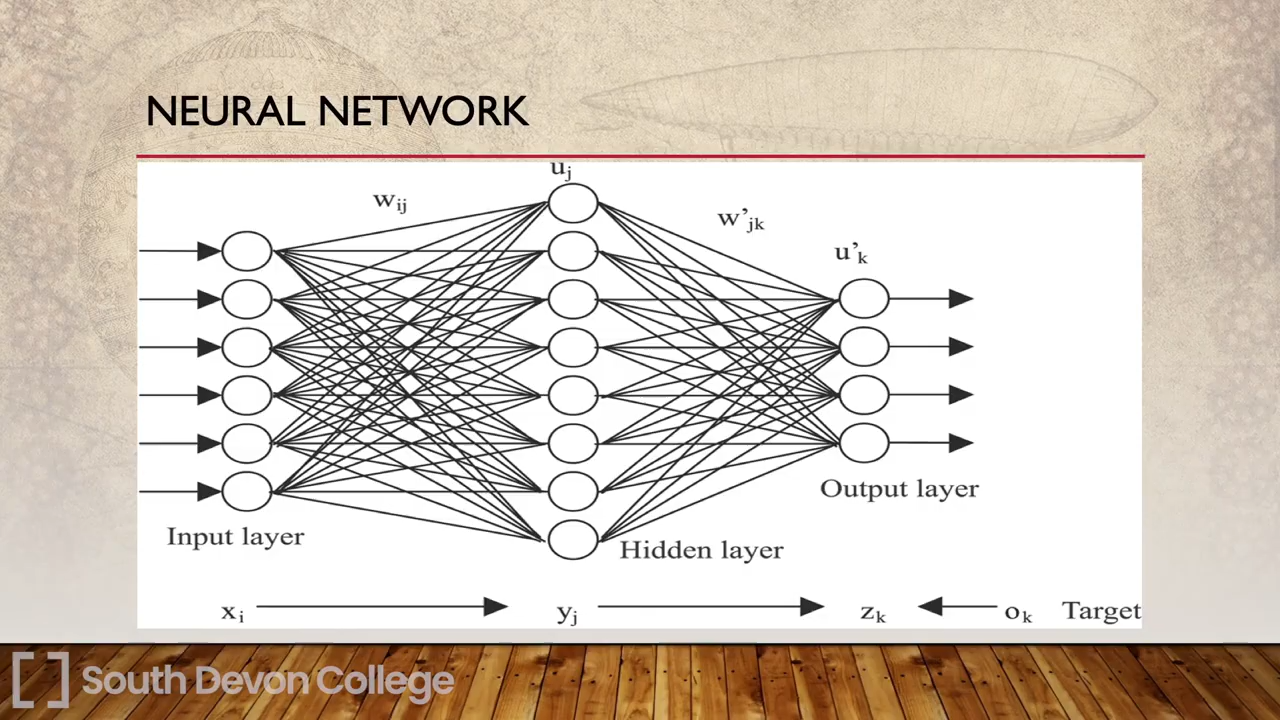 NEURAL NETWORK
uj
wij
w’jk
u’k
Output layer
Input layer
Hidden layer
xi yj zk ok Target
South Devon College